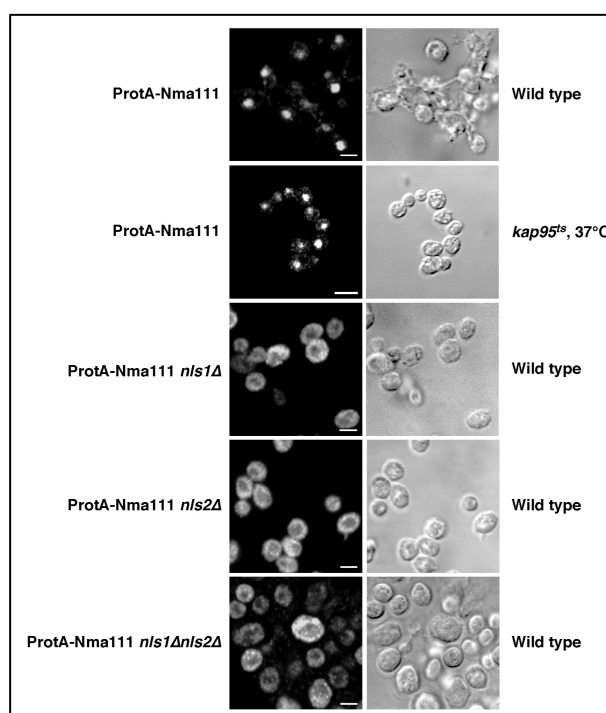 ProtA-Nma111 Wild type
ProtA-Nma111 kap95ts, 37°C
ProtA-Nma111 nls1Δ Wild type
ProtA-Nma111 nls2Δ Wild type
ProtA-Nma111 nls1Δnls2Δ Wild type